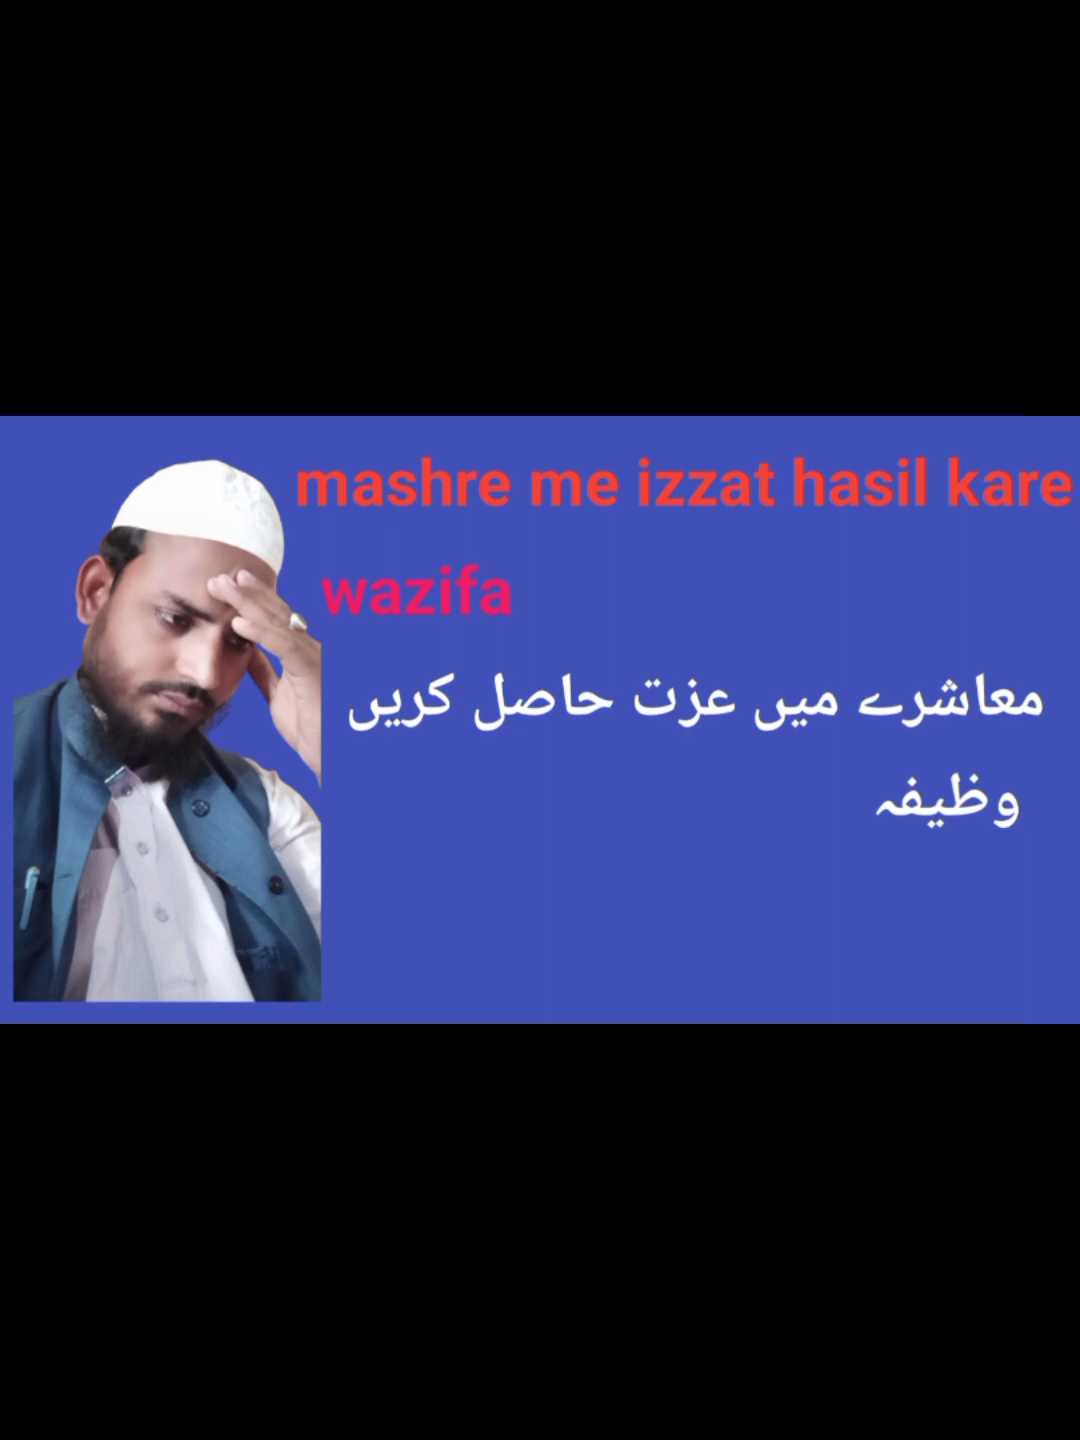 mashre me izzat hasil kare
wazifa
معاشرے میں عزت حاصل کریں
وظیفہ